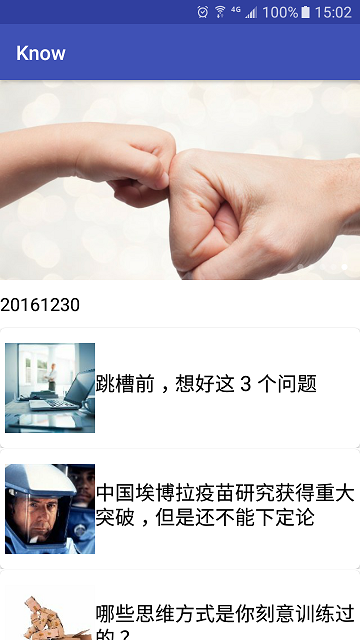 4G 100% 15:02
Know
20161230
跳槽前，想好这 3 个问题
中国埃博拉疫苗研究获得重大
突破，但是还不能下定论
哪些思维方式是你刻意训练过
的？